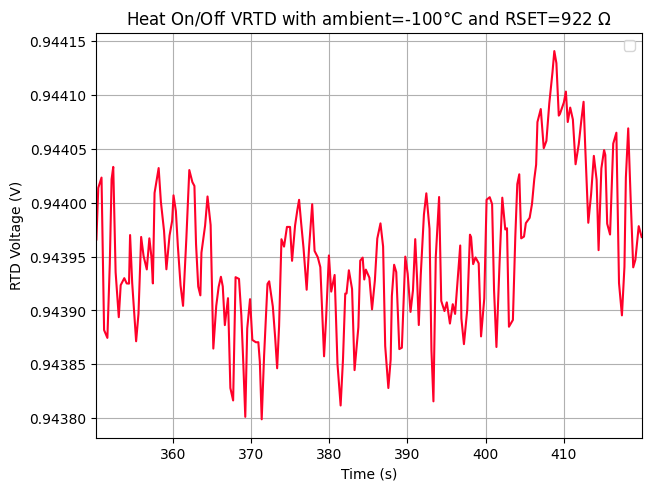 Heat On/Off VRTD with ambient=-100°C and RSET=922 Ω
0.94415
0.94410
0.94405
0.94400
0.94395
0.94390
0.94385
0.94380
RTD Voltage (V)
360 370 380 390 400 410
Time (s)